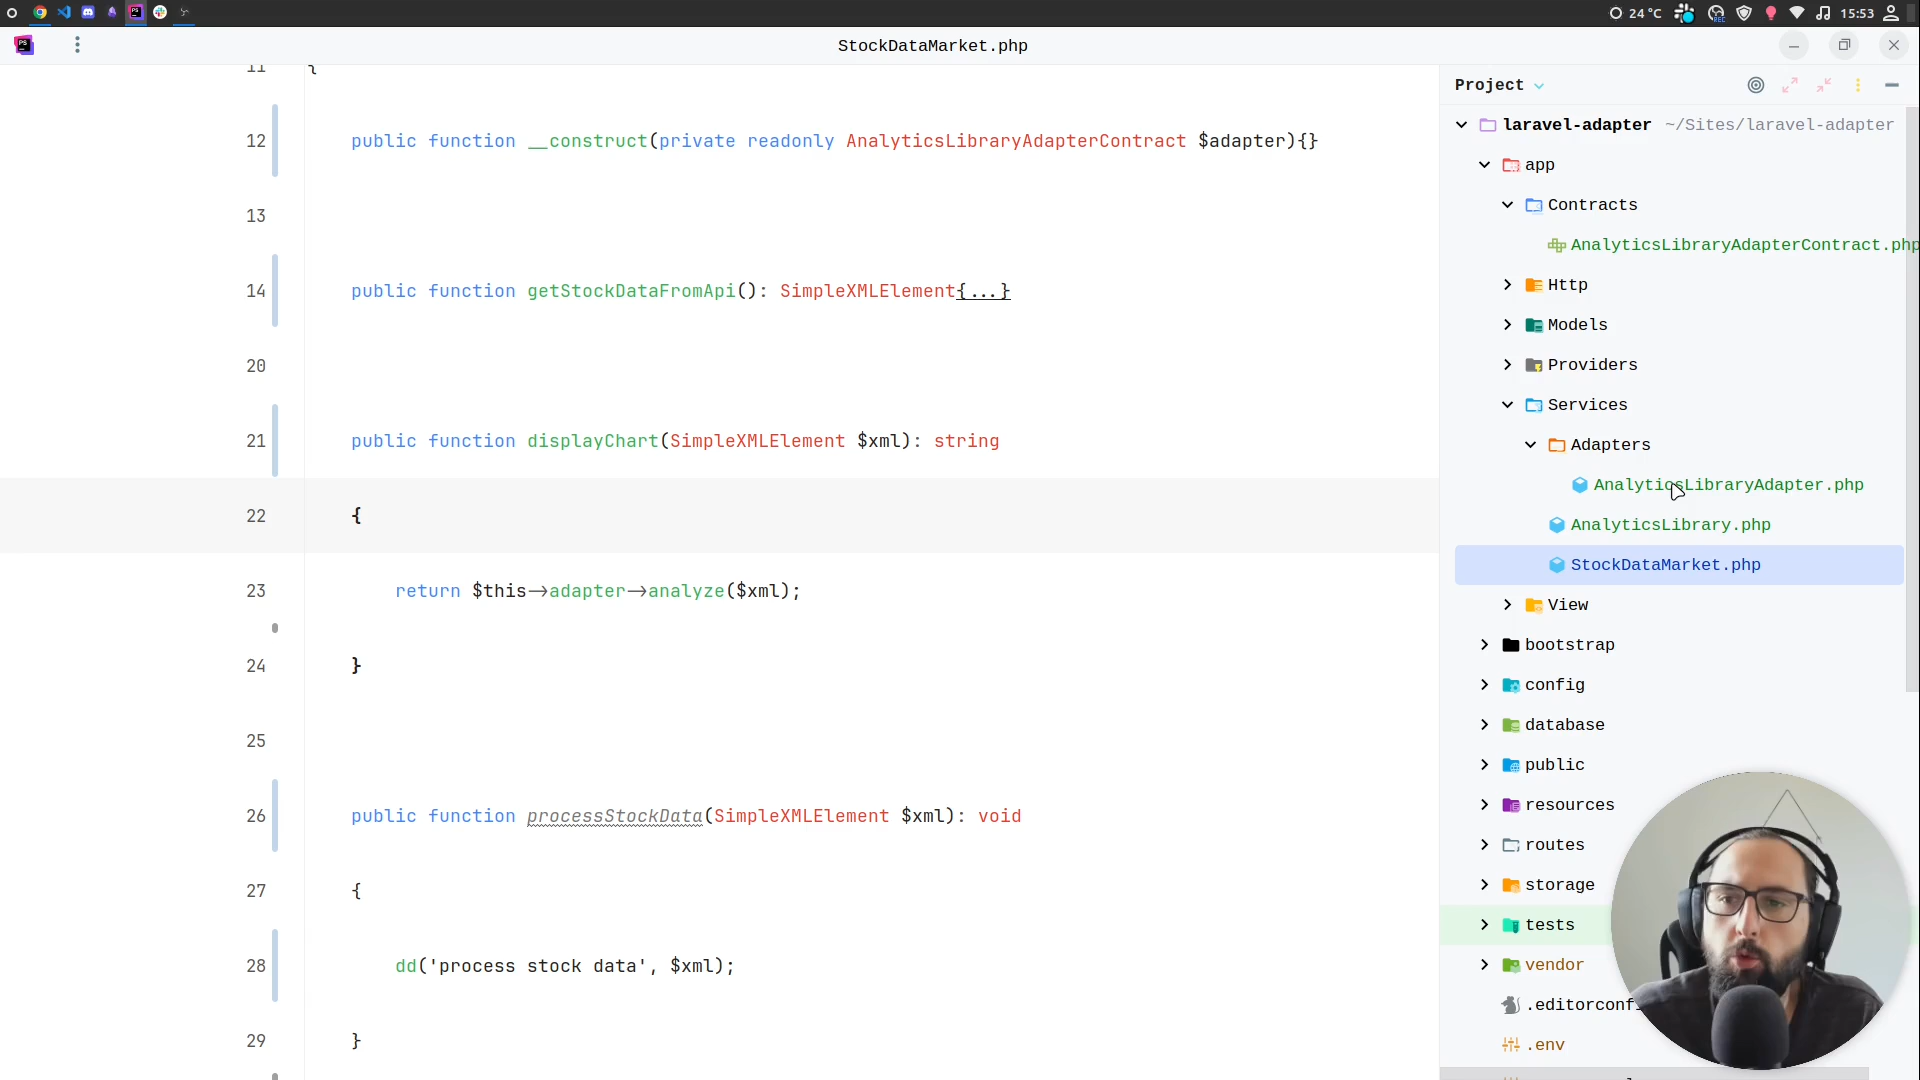 24 °C
REC
15:53
PS
StockDataMarket.php
11 {
12 public function __construct(private readonly AnalyticsLibraryAdapterContract $adapter){}
13
14 public function getStockDataFromApi(): SimpleXMLElement{...}
20
21 public function displayChart(SimpleXMLElement $xml): string
22 {
23 return $this→adapter→analyze($xml);
24 }
25
26 public function processStockData(SimpleXMLElement $xml): void
27 {
28 dd('process stock data', $xml);
29 }
Project
laravel-adapter ~/Sites/laravel-adapter
app
Contracts
AnalyticsLibraryAdapterContract.php
Http
Models
Providers
Services
Adapters
AnalyticsLibraryAdapter.php
AnalyticsLibrary.php
StockDataMarket.php
View
bootstrap
config
database
public
resources
routes
storage
tests
vendor
.editorconfi
.env